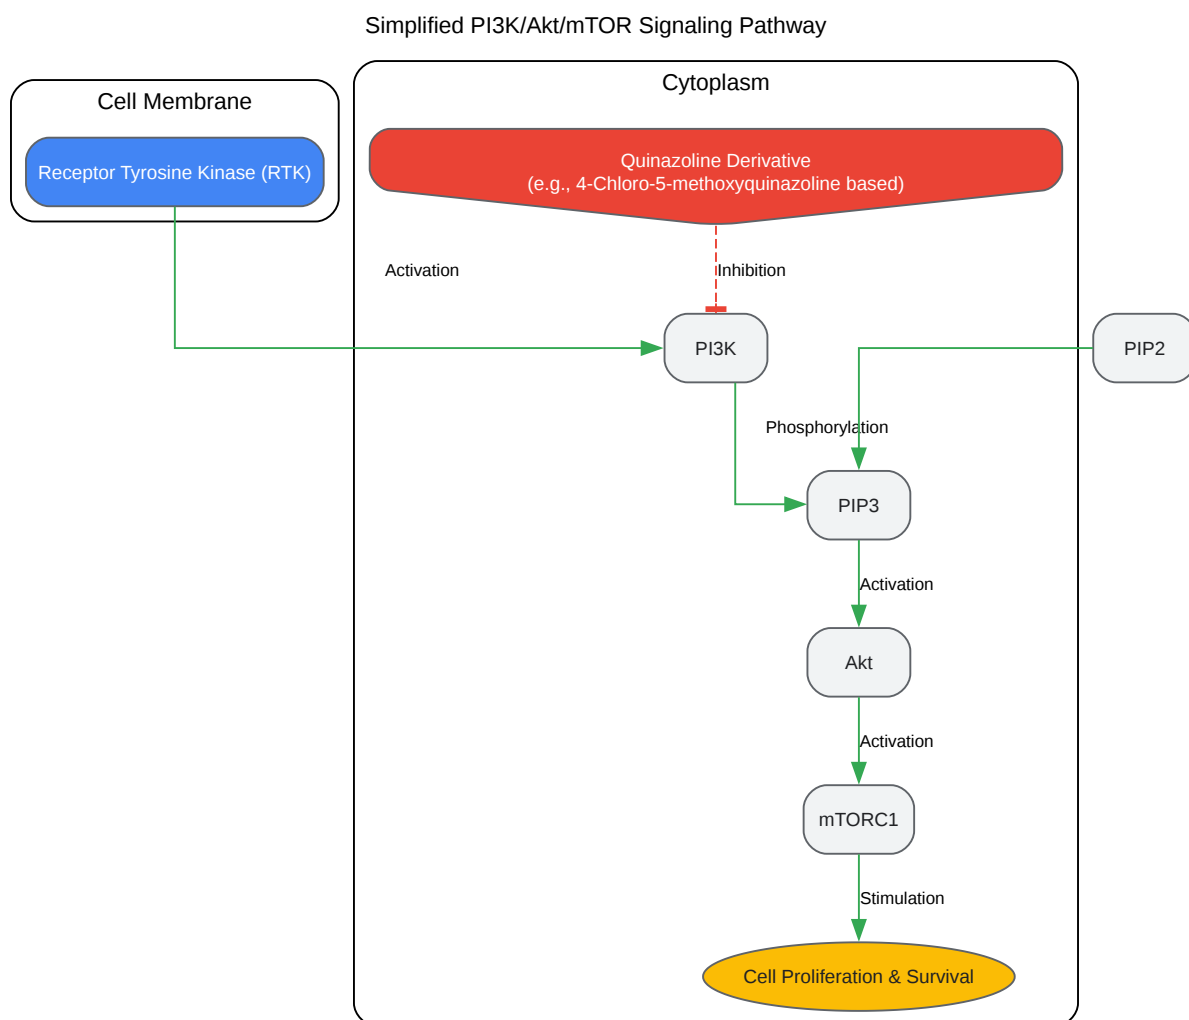 Simplified PI3K/Akt/mTOR Signaling Pathway
Cell Membrane
Receptor Tyrosine Kinase (RTK)
Cytoplasm
Quinazoline Derivative
(e.g., 4-Chloro-5-methoxyquinazoline based)
Activation
Inhibition
PI3K
PIP2
Phosphorylation
PIP3
Activation
Akt
Activation
mTORC1
Stimulation
Cell Proliferation & Survival